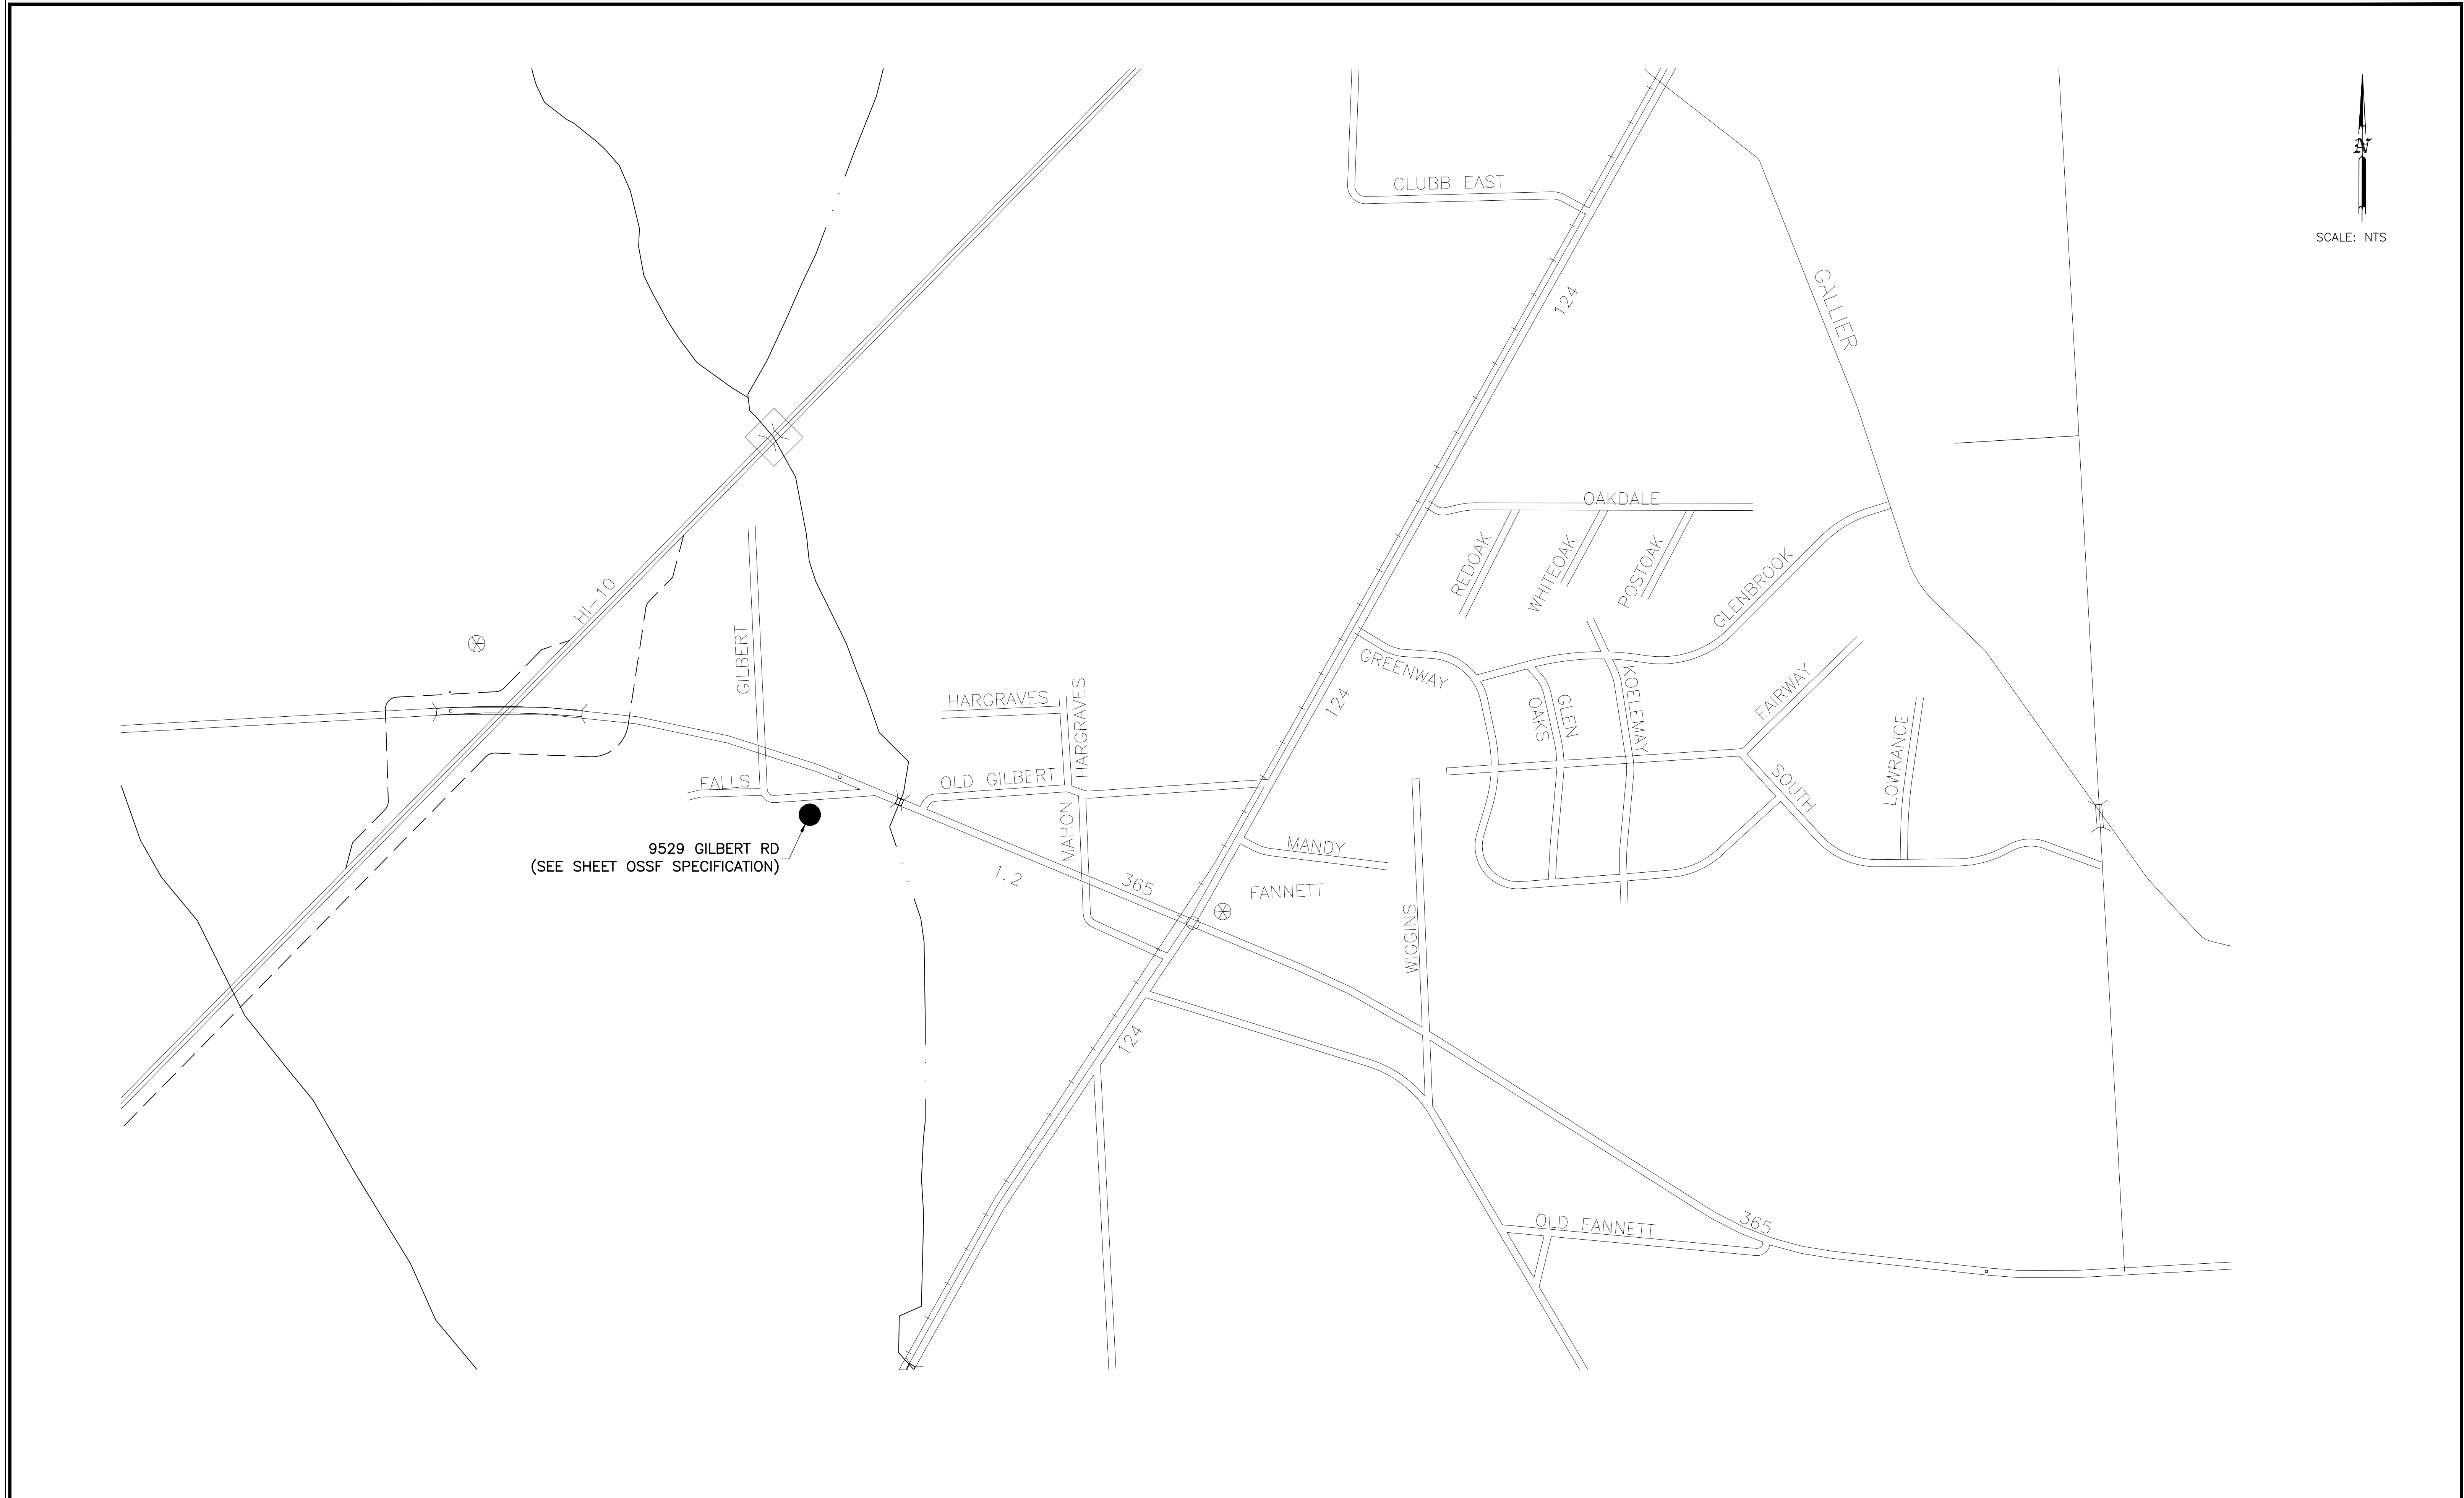 N
SCALE: NTS
CLUBB EAST
124
GALLIER
OAKDALE
REDOAK
WHITEOAK
POSTOAK
GLENBROOK
HI-10
GILBERT
GREENWAY
OAKS
GLEN
KOELEMAY
FAIRWAY
LOWRANCE
SOUTH
124
HARGRAVES
HARGRAVES
FALLS
OLD GILBERT
MAHON
9529 GILBERT RD
(SEE SHEET OSSF SPECIFICATION)
MANDY
1.2
365
FANNETT
WIGGINS
124
OLD FANNETT
365